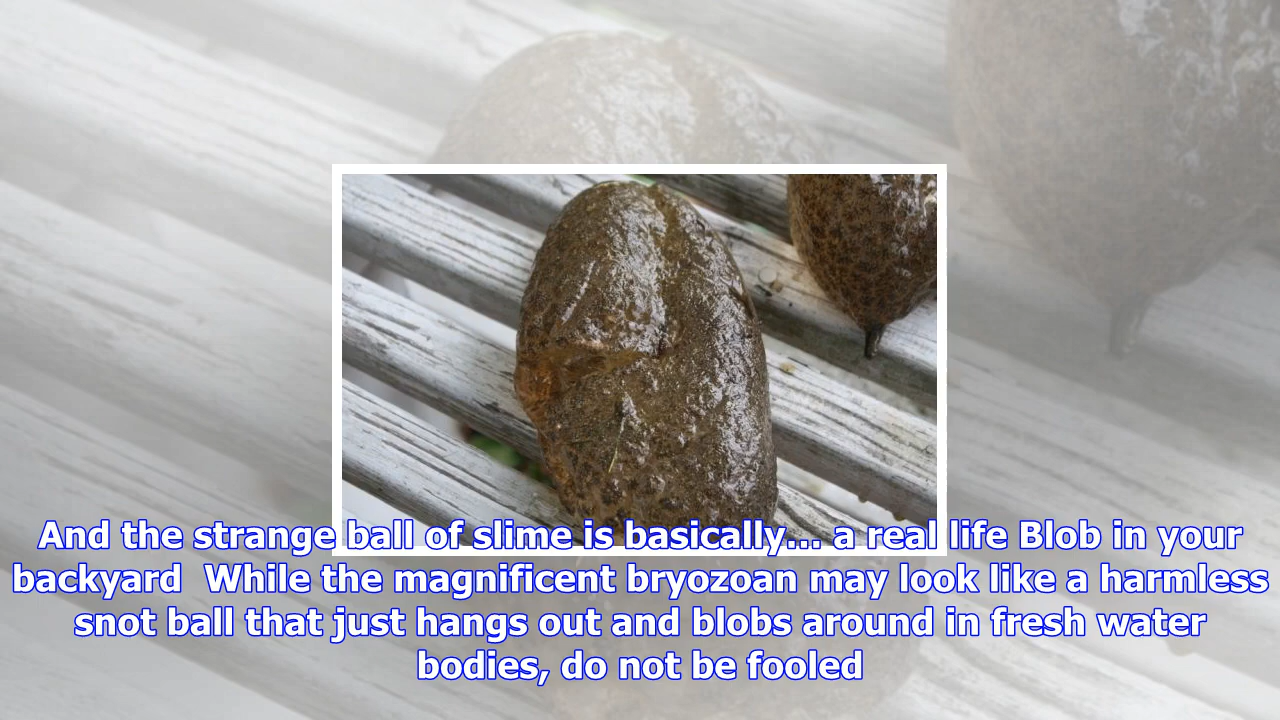 And the strange ball of slime is basically... a real life Blob in your
backyard  While the magnificent bryozoan may look like a harmless
snot ball that just hangs out and blobs around in fresh water
bodies, do not be fooled